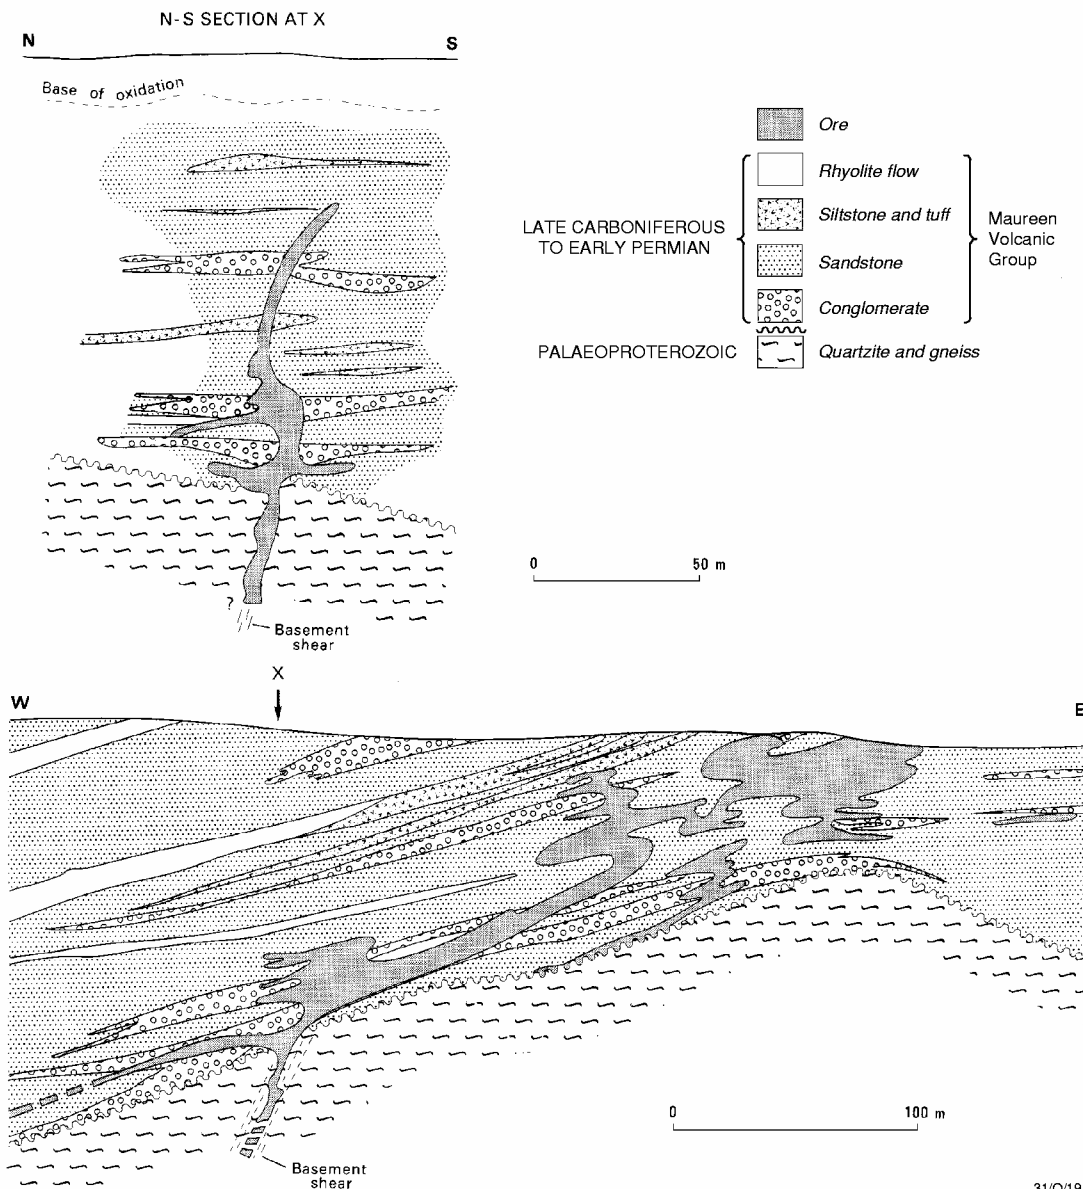 N-S SECTION AT X
N
S
Base of oxidation
Ore
Rhyolite flow
Siltstone and tuff
Sandstone
Conglomerate
LATE CARBONIFEROUS
TO EARLY PERMIAN
Maureen
Volcanic
Group
PALAEOPROTEROZOIC
Quartzite and gneiss
0
50 m
?
Basement
shear
X
W
E
0
100 m
Basement
shear